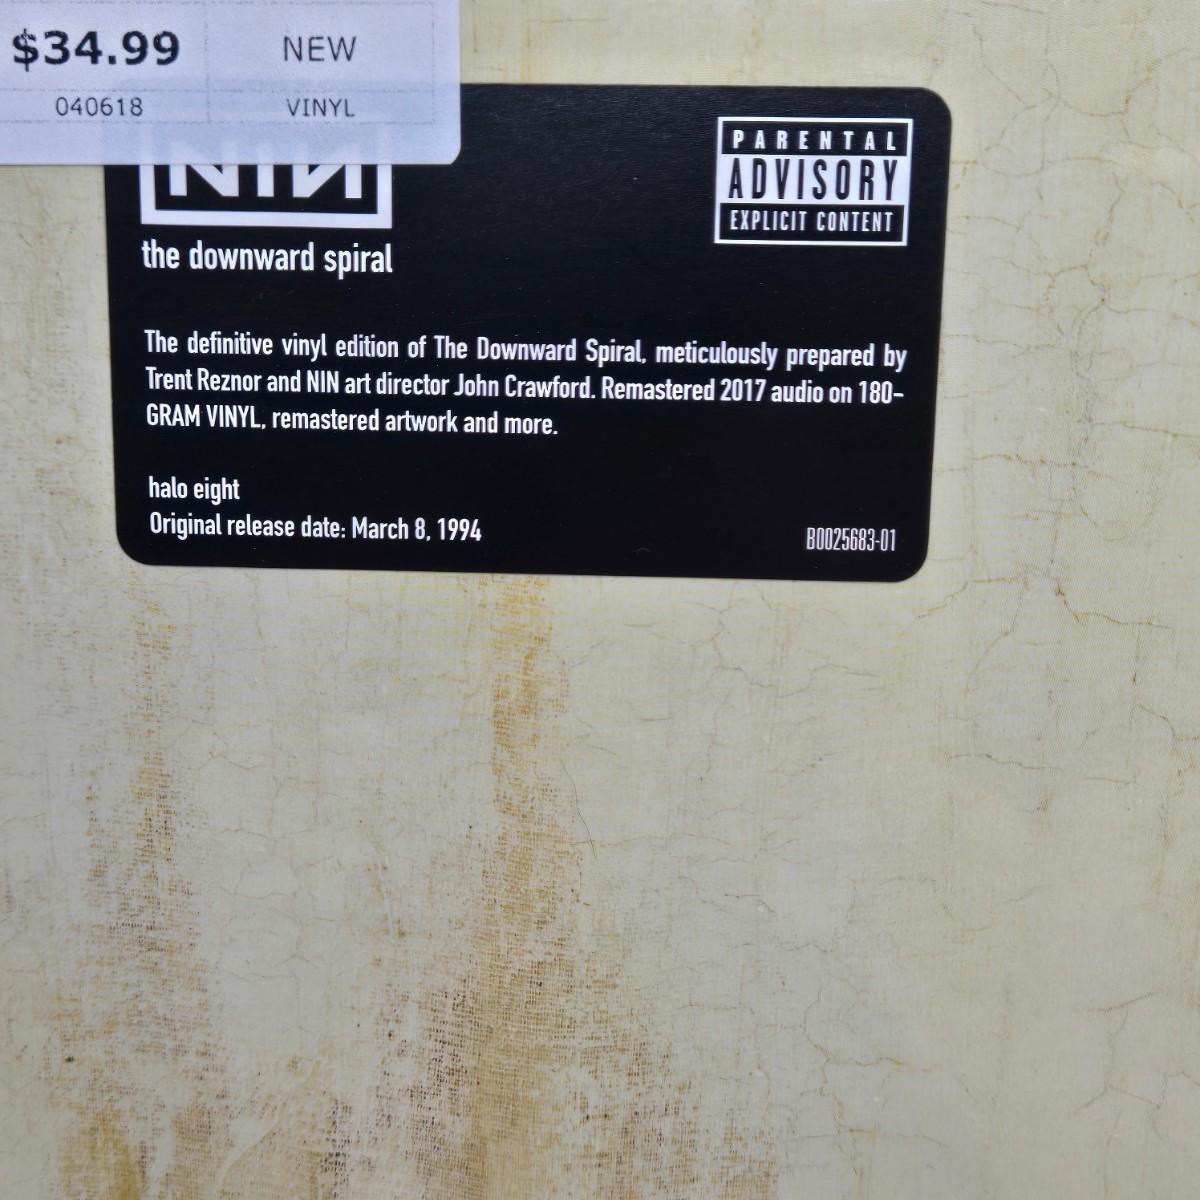 $34.99 NEW
040618 VINYL
NIN
the downward spiral
PARENTAL
ADVISORY
EXPLICIT CONTENT
The definitive vinyl edition of The Downward Spiral, meticulously prepared by
Trent Reznor and NIN art director John Crawford. Remastered 2017 audio on 180-
GRAM VINYL, remastered artwork and more.
halo eight
Original release date: March 8, 1994
B0025683-01